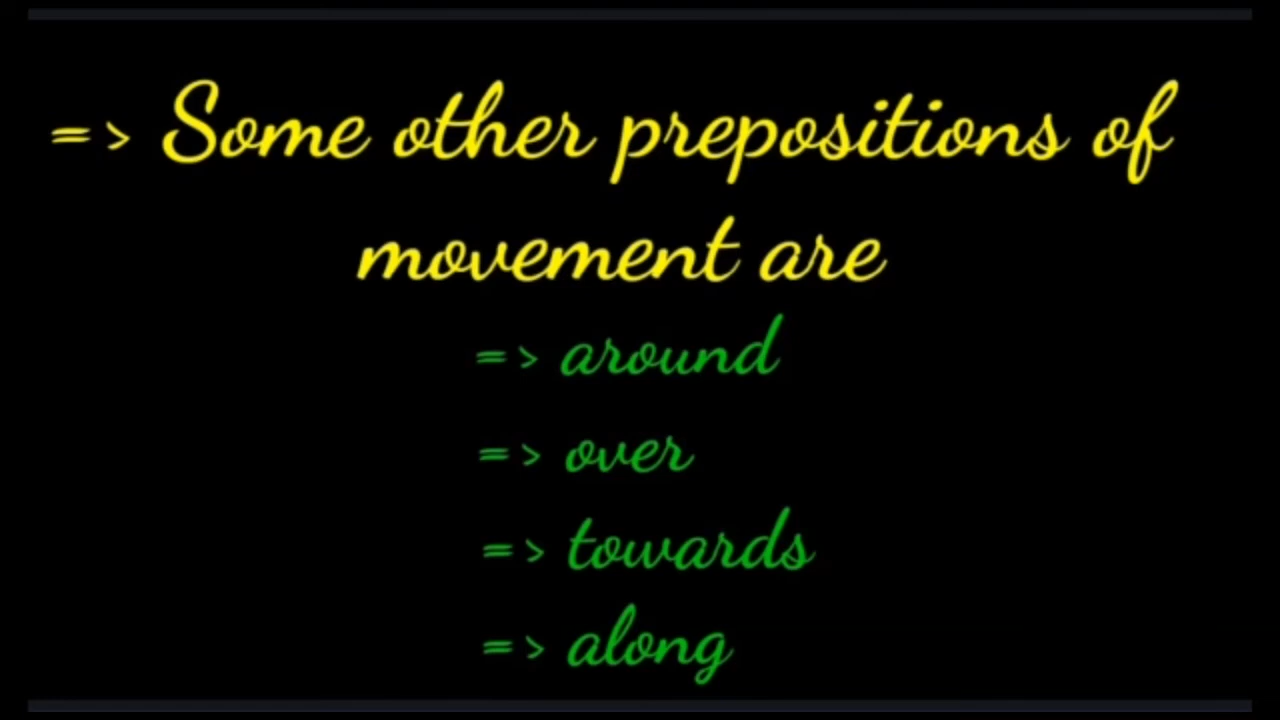 => Some other prepositions of
movement are
=> around
=> over
=> towards
=> along